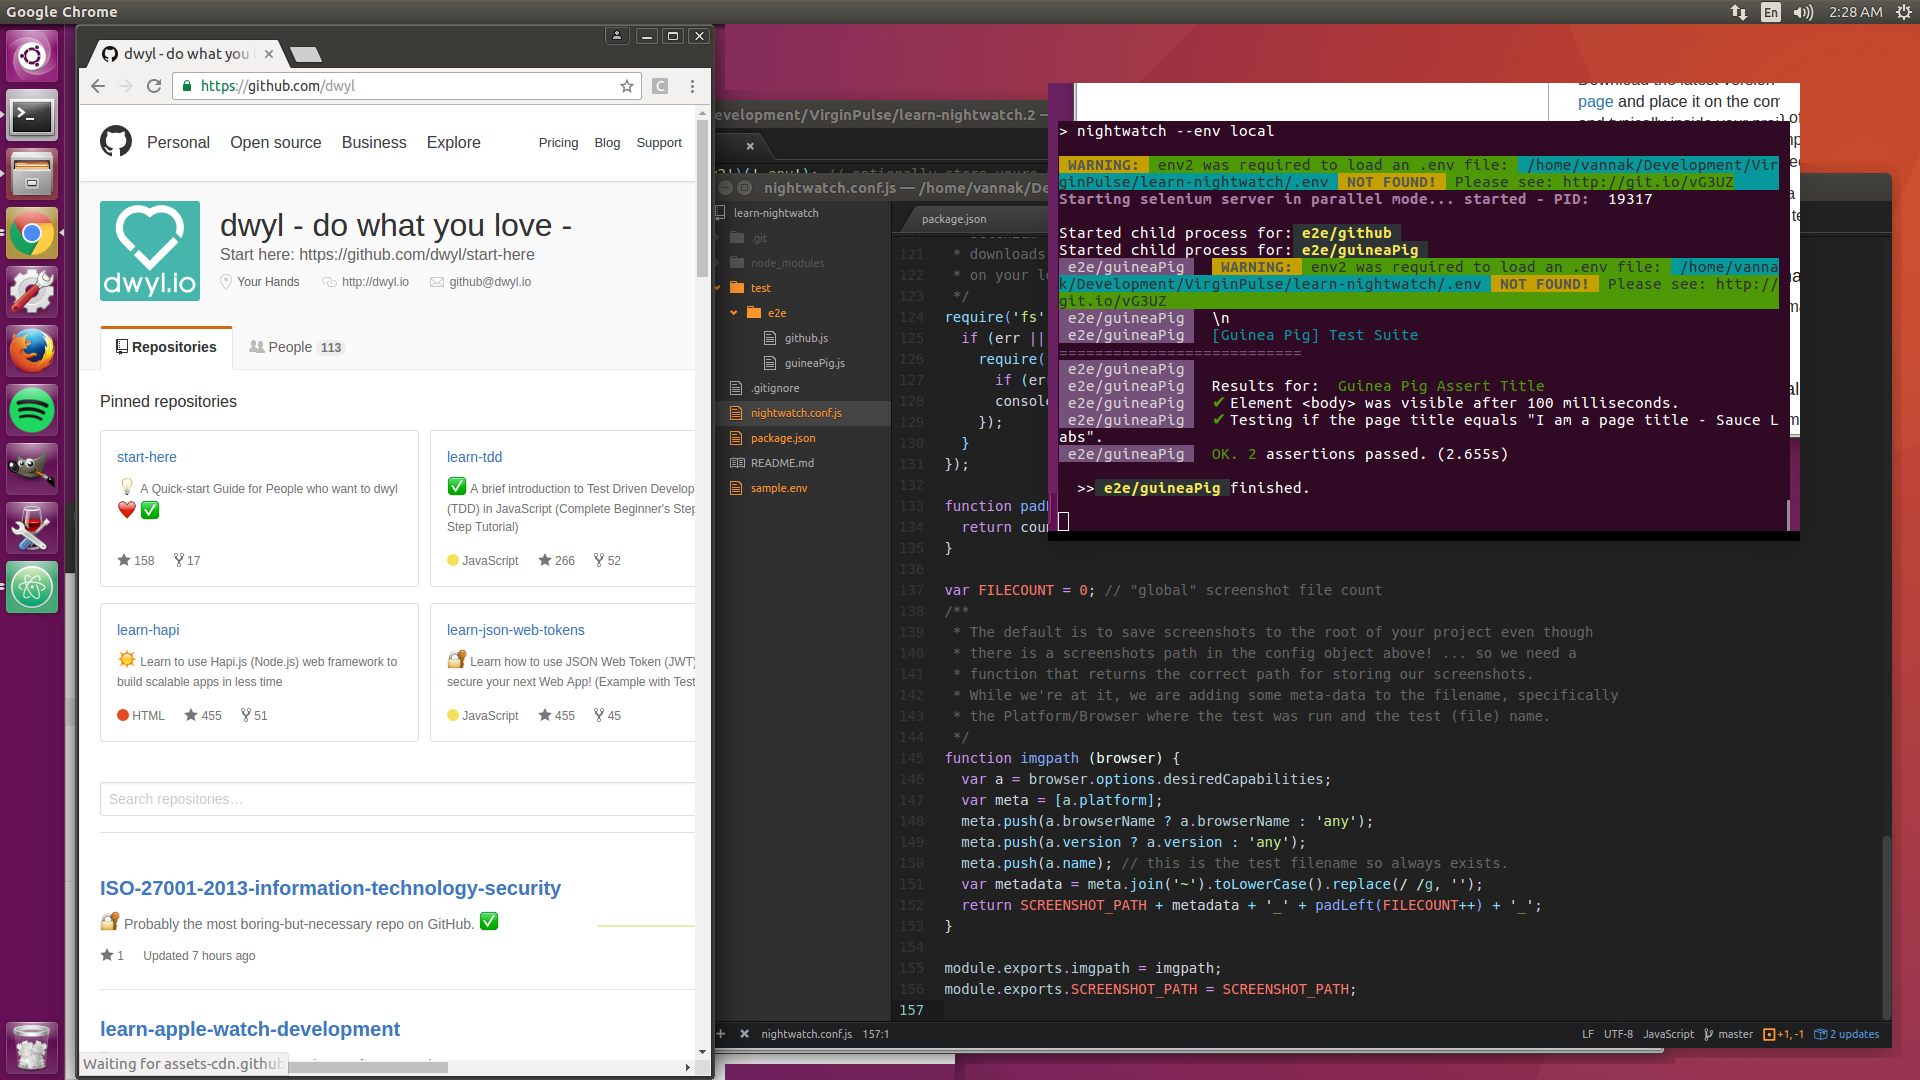 Google Chrome
En
2:28 AM
dwyl - do what you
https://github.com/dwyl
C
Personal Open source Business Explore Pricing Blog Support
dwyl.io
dwyl - do what you love -
Start here: https://github.com/dwyl/start-here
Your Hands http://dwyl.io github@dwyl.io
Repositories People 113
Pinned repositories
start-here
A Quick-start Guide for People who want to dwyl
158 17
learn-tdd
A brief introduction to Test Driven Develop
(TDD) in JavaScript (Complete Beginner's Step
Step Tutorial)
JavaScript 266 52
learn-hapi
Learn to use Hapi.js (Node.js) web framework to
build scalable apps in less time
HTML 455 51
learn-json-web-tokens
Learn how to use JSON Web Token (JWT)
secure your next Web App! (Example with Test
JavaScript 455 45
Search repositories...
ISO-27001-2013-information-technology-security
Probably the most boring-but-necessary repo on GitHub.
1 Updated 7 hours ago
learn-apple-watch-development
Waiting for assets-cdn.github
evelopment/VirginPulse/learn-nightwatch.2 —
nightwatch.conf.js — /home/vannak/De
learn-nightwatch
.git
node_modules
test
e2e
github.js
guineaPig.js
.gitignore
nightwatch.conf.js
package.json
README.md
sample.env
package.json
121 * downloads
122 * on your lo
123 */
124 require('fs'
125 if (err ||
126 require(
127 if (er
128 consol
129 });
130 }
131 });
132
133 function pad
134 return coun
135 }
136
137 var FILECOUNT = 0; // "global" screenshot file count
138 /**
139 * The default is to save screenshots to the root of your project even though
140 * there is a screenshots path in the config object above! ... so we need a
141 * function that returns the correct path for storing our screenshots.
142 * While we're at it, we are adding some meta-data to the filename, specifically
143 * the Platform/Browser where the test was run and the test (file) name.
144 */
145 function imgpath (browser) {
146 var a = browser.options.desiredCapabilities;
147 var meta = [a.platform];
148 meta.push(a.browserName ? a.browserName : 'any');
149 meta.push(a.version ? a.version : 'any');
150 meta.push(a.name); // this is the test filename so always exists.
151 var metadata = meta.join('~').toLowerCase().replace(/ /g, '');
152 return SCREENSHOT_PATH + metadata + '_' + padLeft(FILECOUNT++) + '_';
153 }
154
155 module.exports.imgpath = imgpath;
156 module.exports.SCREENSHOT_PATH = SCREENSHOT_PATH;
157
nightwatch.conf.js 157:1 LF UTF-8 JavaScript master +1, -1 2 updates
page and place it on the com
> nightwatch --env local
WARNING: env2 was required to load an .env file: /home/vannak/Development/Vir
ginPulse/learn-nightwatch/.env NOT FOUND! Please see: http://git.io/vG3UZ
Starting selenium server in parallel mode... started - PID: 19317
Started child process for: e2e/github
Started child process for: e2e/guineaPig
e2e/guineaPig WARNING: env2 was required to load an .env file: /home/vanna
k/Development/VirginPulse/learn-nightwatch/.env NOT FOUND! Please see: http://
git.io/vG3UZ
e2e/guineaPig \n
e2e/guineaPig [Guinea Pig] Test Suite
===========================
e2e/guineaPig
e2e/guineaPig Results for: Guinea Pig Assert Title
e2e/guineaPig ✔ Element <body> was visible after 100 milliseconds.
e2e/guineaPig ✔ Testing if the page title equals "I am a page title - Sauce L
abs".
e2e/guineaPig OK. 2 assertions passed. (2.655s)
>> e2e/guineaPig finished.